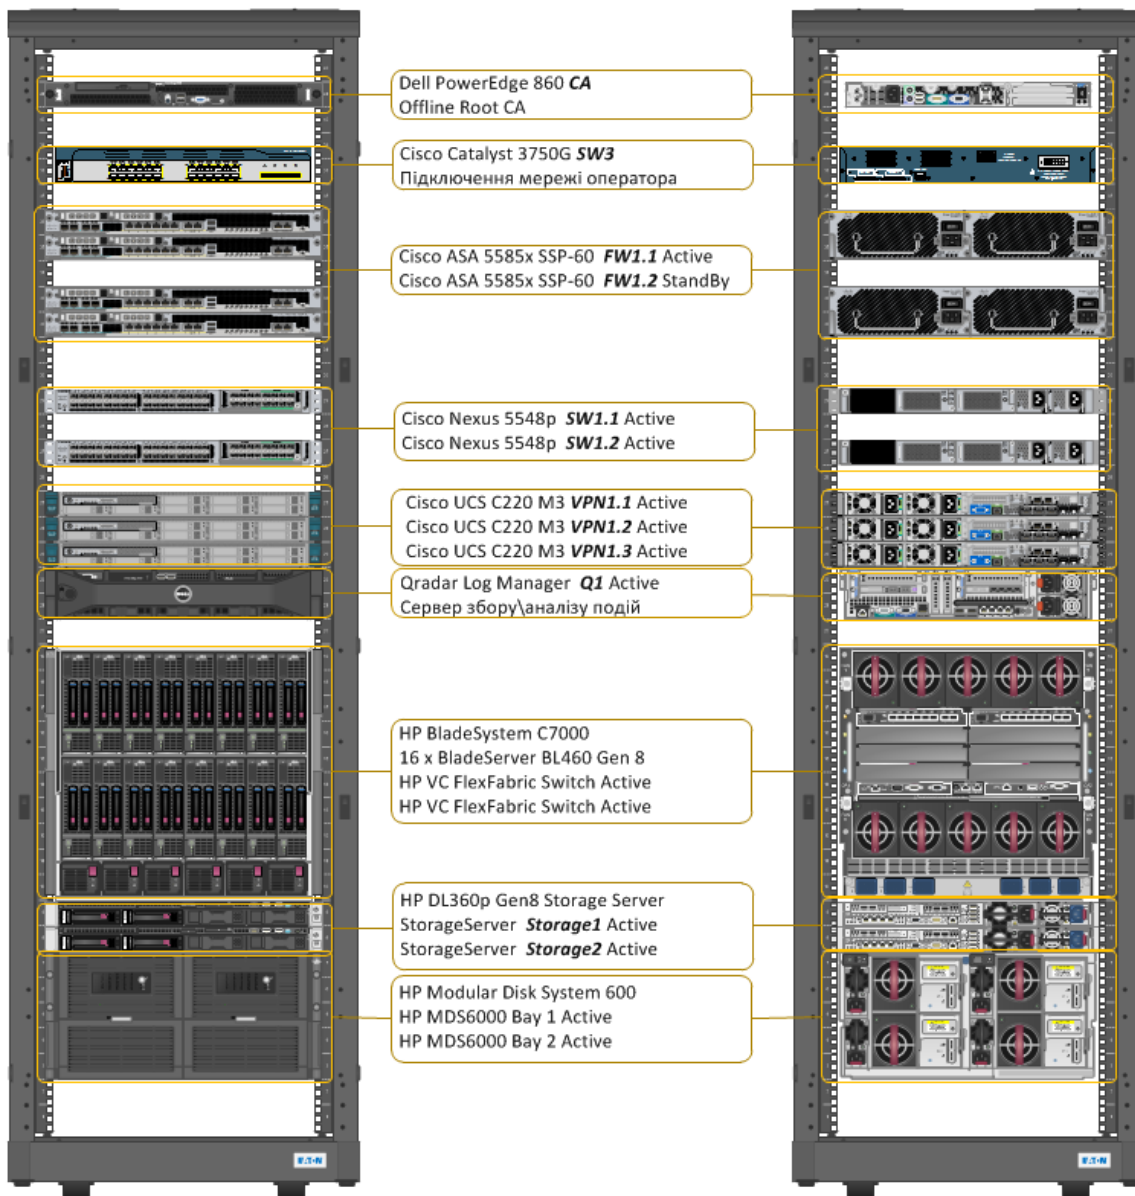 Dell PowerEdge 860 CA
Offline Root CA
Cisco Catalyst 3750G SW3
Підключення мережі оператора
Cisco ASA 5585x SSP-60 FW1.1 Active
Cisco ASA 5585x SSP-60 FW1.2 StandBy
Cisco Nexus 5548p SW1.1 Active
Cisco Nexus 5548p SW1.2 Active
Cisco UCS C220 M3 VPN1.1 Active
Cisco UCS C220 M3 VPN1.2 Active
Cisco UCS C220 M3 VPN1.3 Active
Qradar Log Manager Q1 Active
Сервер збору\аналізу подій
HP BladeSystem C7000
16 x BladeServer BL460 Gen 8
HP VC FlexFabric Switch Active
HP VC FlexFabric Switch Active
HP DL360p Gen8 Storage Server
StorageServer Storage1 Active
StorageServer Storage2 Active
HP Modular Disk System 600
HP MDS6000 Bay 1 Active
HP MDS6000 Bay 2 Active
EATON
EATON